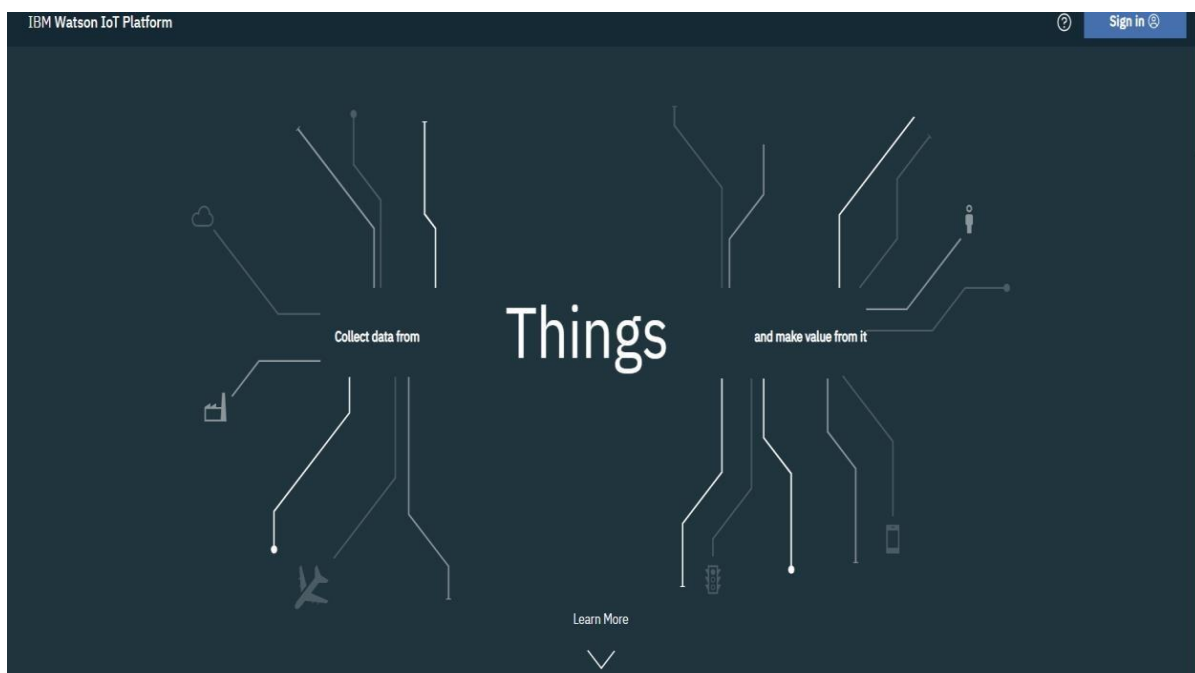 IBM Watson IoT Platform
Sign in
Collect data from
Things
and make value from it
Learn More